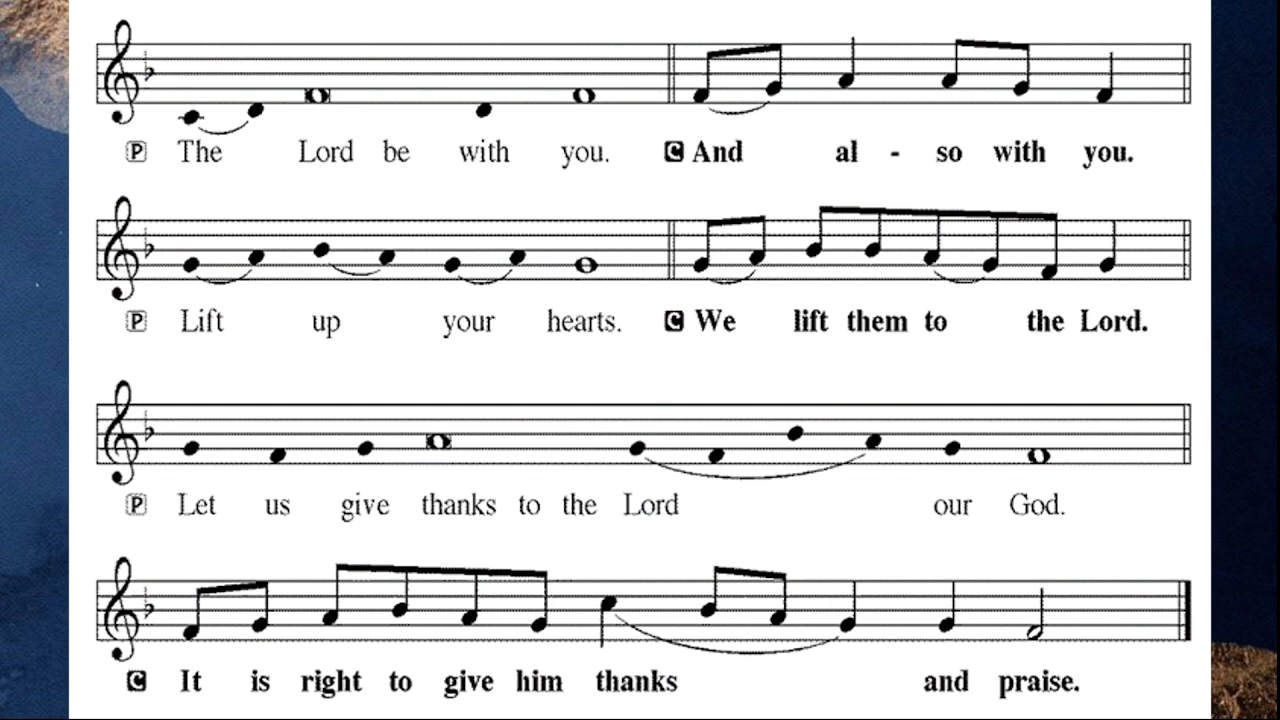 P The Lord be with you. C And al - so with you.
P Lift up your hearts. C We lift them to the Lord.
P Let us give thanks to the Lord our God.
C It is right to give him thanks and praise.